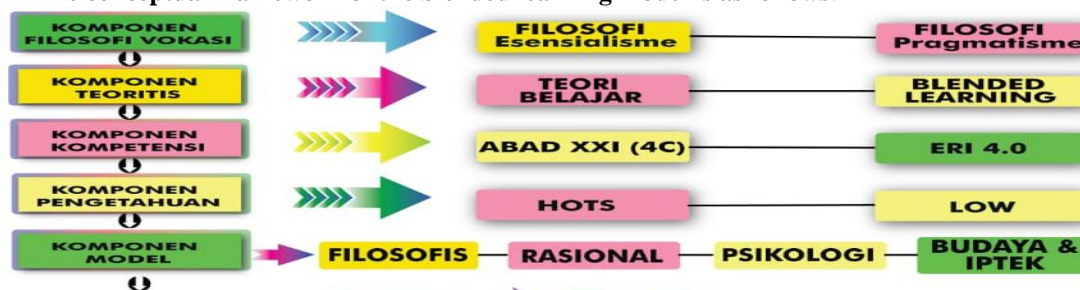 KOMPONEN
FILOSOFI VOKASI
FILOSOFI
Esensialisme
FILOSOFI
Pragmatisme
KOMPONEN
TEORITIS
TEORI
BELAJAR
BLENDED
LEARNING
KOMPONEN
KOMPETENSI
ABAD XXI (4C)
ERI 4.0
KOMPONEN
PENGETAHUAN
HOTS
LOW
KOMPONEN
MODEL
FILOSOFIS
RASIONAL
PSIKOLOGI
BUDAYA &
IPTEK